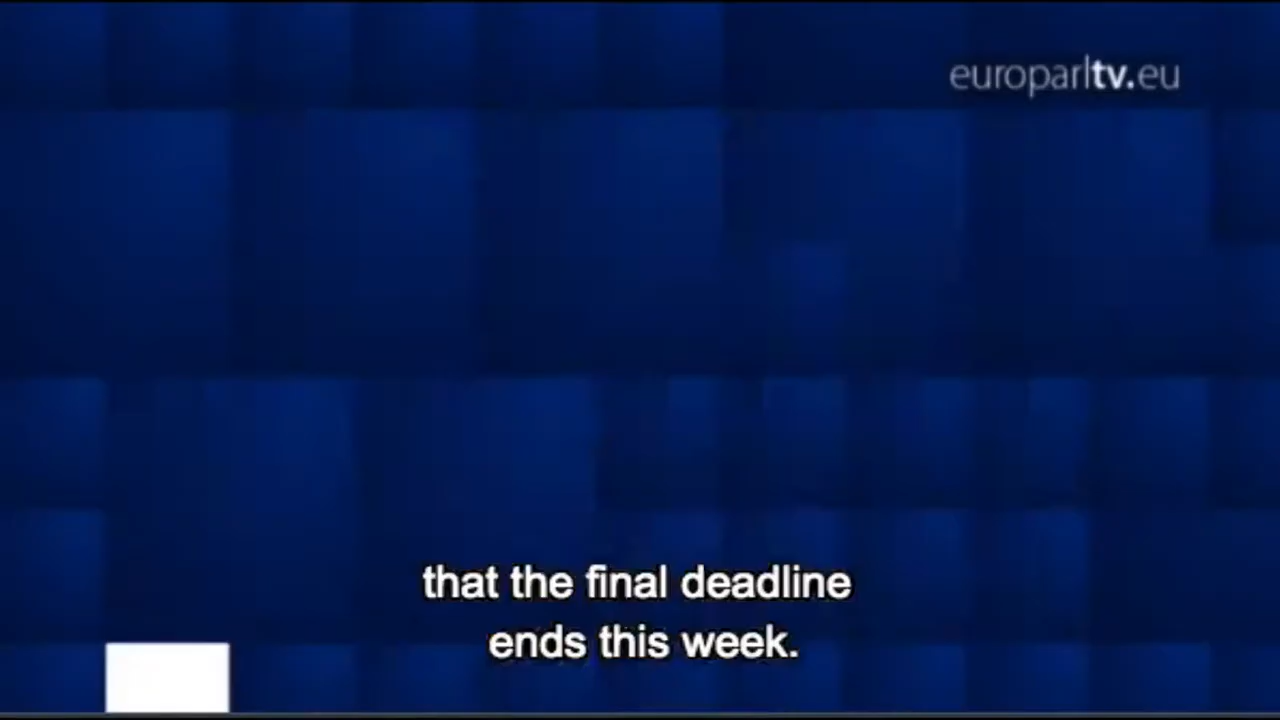 europarltv.eu
that the final deadline
ends this week.